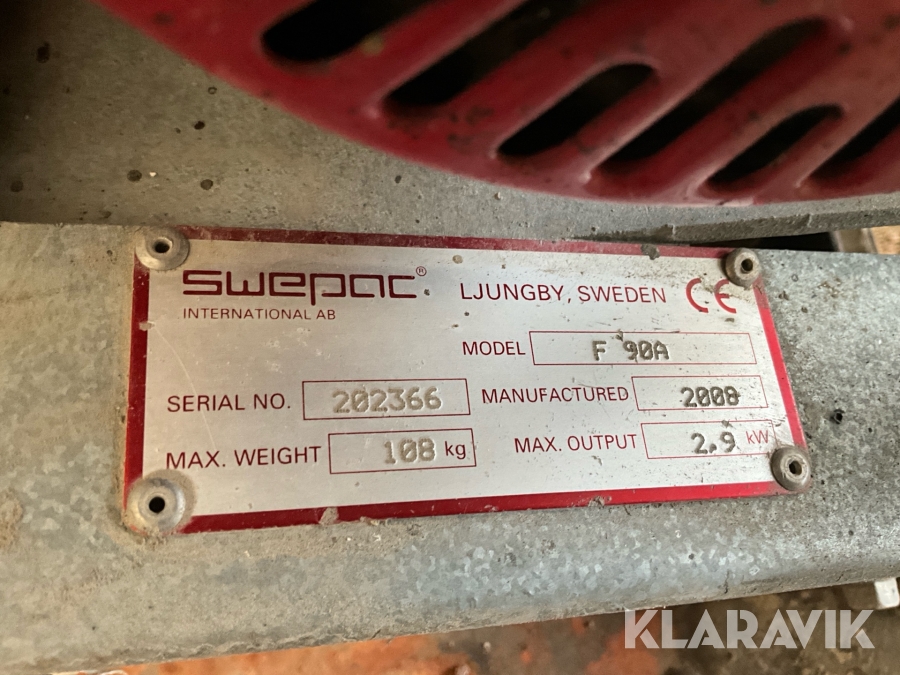 swepac®
INTERNATIONAL AB
LJUNGBY, SWEDEN CE
MODEL F 90A
SERIAL NO. 202366 MANUFACTURED 2008
MAX. WEIGHT 108 kg MAX. OUTPUT 2.9 kW
KLARAVIK